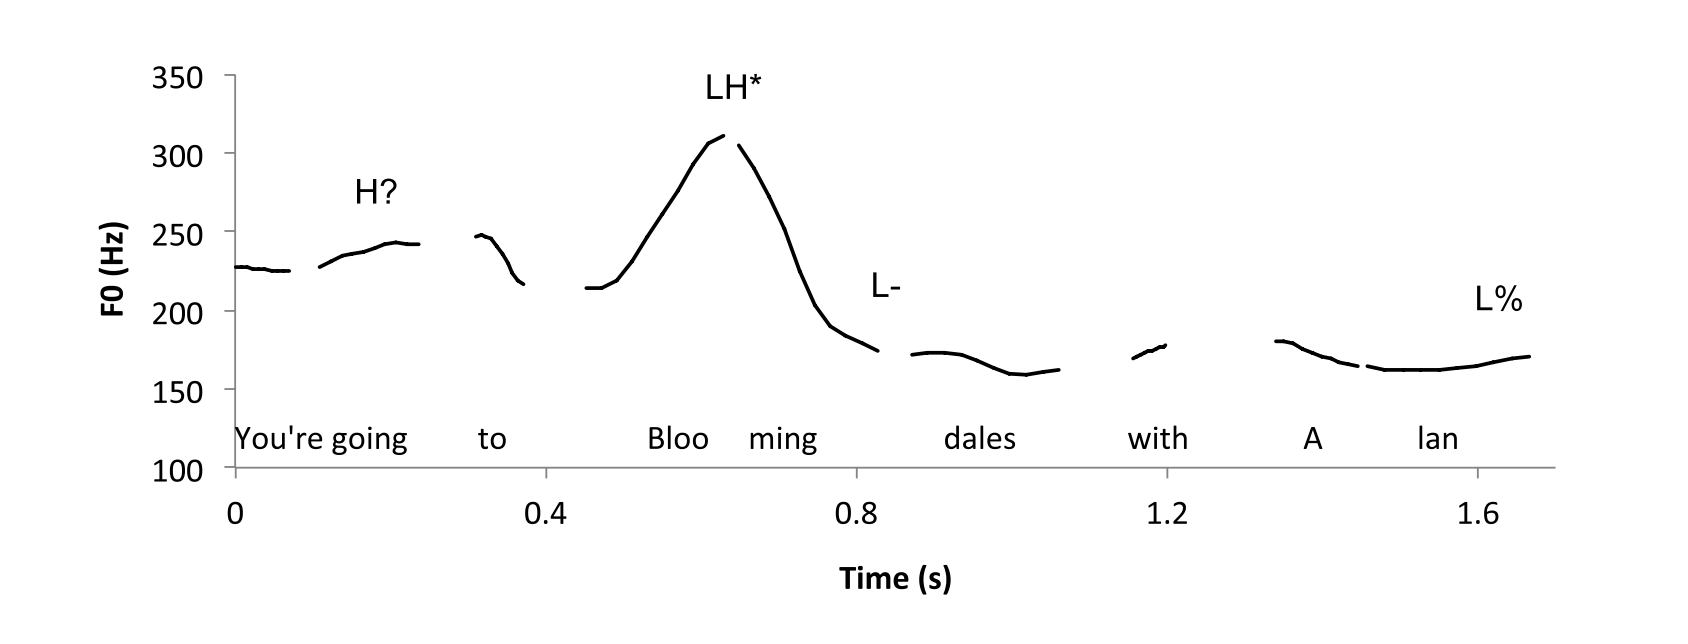 350
LH*
300
H?
250
L-
L%
200
150
You're going to Bloo ming dales with A lan
100
0 0.4 0.8 1.2 1.6
F0 (Hz)
Time (s)